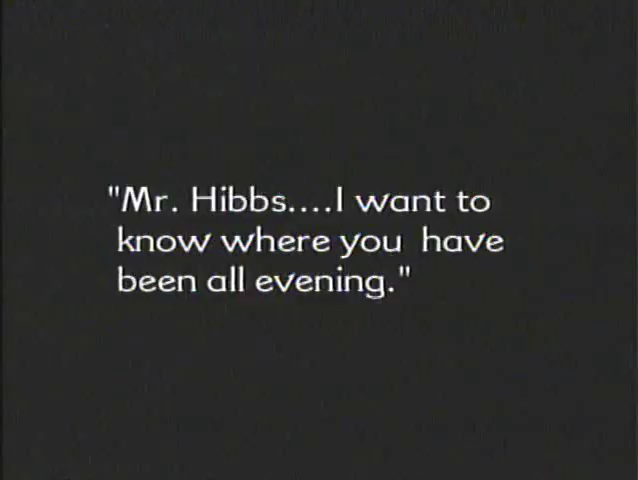 "Mr. Hibbs....I want to
know where you have
been all evening."